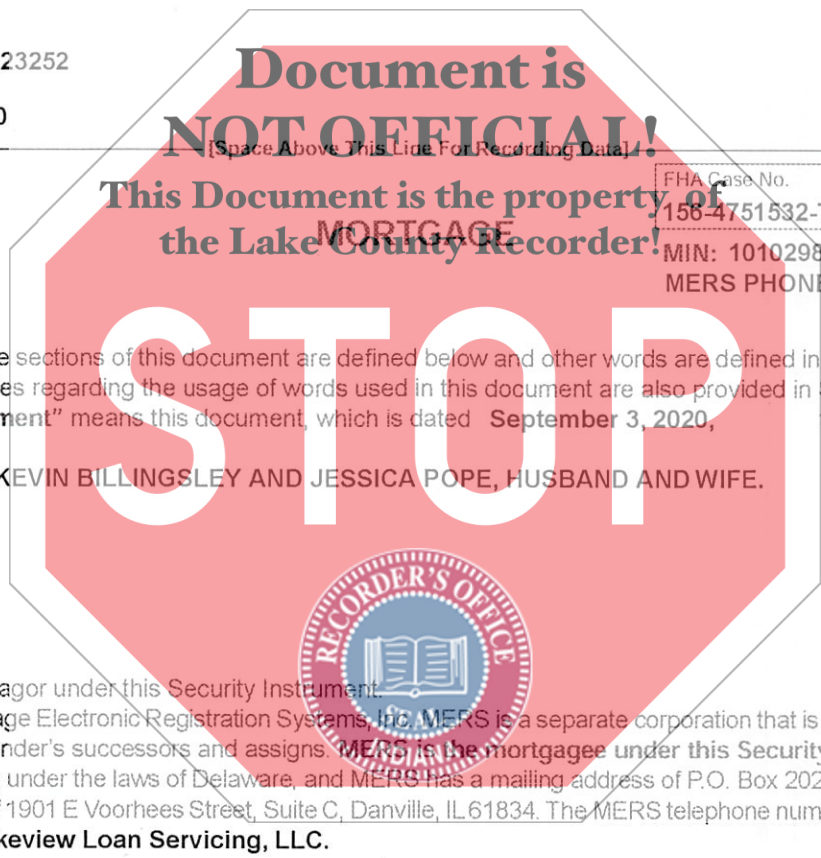 23252
0
Document is
NOT OFFICIAL!
[Space Above This Line For Recording Data]
This Document is the property of
the Lake County Recorder!
MORTGAGE
FHA Case No.
156-4751532-
MIN: 1010298
MERS PHONE
STOP
e sections of this document are defined below and other words are defined in
es regarding the usage of words used in this document are also provided in
ment” means this document, which is dated September 3, 2020,
KEVIN BILLINGSLEY AND JESSICA POPE, HUSBAND AND WIFE.
RECORDER'S OFFICE
SEAL
INDIANA
agor under this Security Instrument.
age Electronic Registration Systems, Inc. MERS is a separate corporation that is
nder's successors and assigns. MERS is the mortgagee under this Security
under the laws of Delaware, and MERS has a mailing address of P.O. Box 202
f 1901 E Voorhees Street, Suite C, Danville, IL 61834. The MERS telephone num
keview Loan Servicing, LLC.